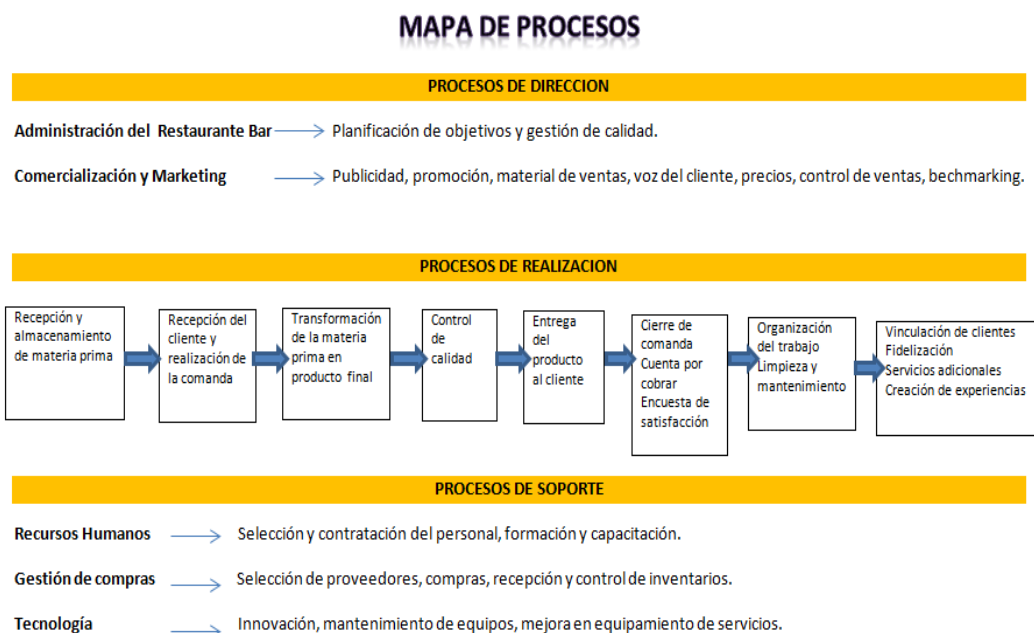 MAPA DE PROCESOS
PROCESOS DE DIRECCION
Administración del Restaurante Bar
Planificación de objetivos y gestión de calidad.
Comercialización y Marketing
Publicidad, promoción, material de ventas, voz del cliente, precios, control de ventas, bechmarking.
PROCESOS DE REALIZACION
Recepción y
almacenamiento
de materia prima
Recepción del
cliente y
realización de
la comanda
Transformación
de la materia
prima en
producto final
Control
de
calidad
Entrega
del
producto
al cliente
Cierre de
comanda
Cuenta por
cobrar
Encuesta de
satisfacción
Organización
del trabajo
Limpieza y
mantenimiento
Vinculación de clientes
Fidelización
Servicios adicionales
Creación de experiencias
PROCESOS DE SOPORTE
Recursos Humanos
Selección y contratación del personal, formación y capacitación.
Gestión de compras
Selección de proveedores, compras, recepción y control de inventarios.
Tecnología
Innovación, mantenimiento de equipos, mejora en equipamiento de servicios.